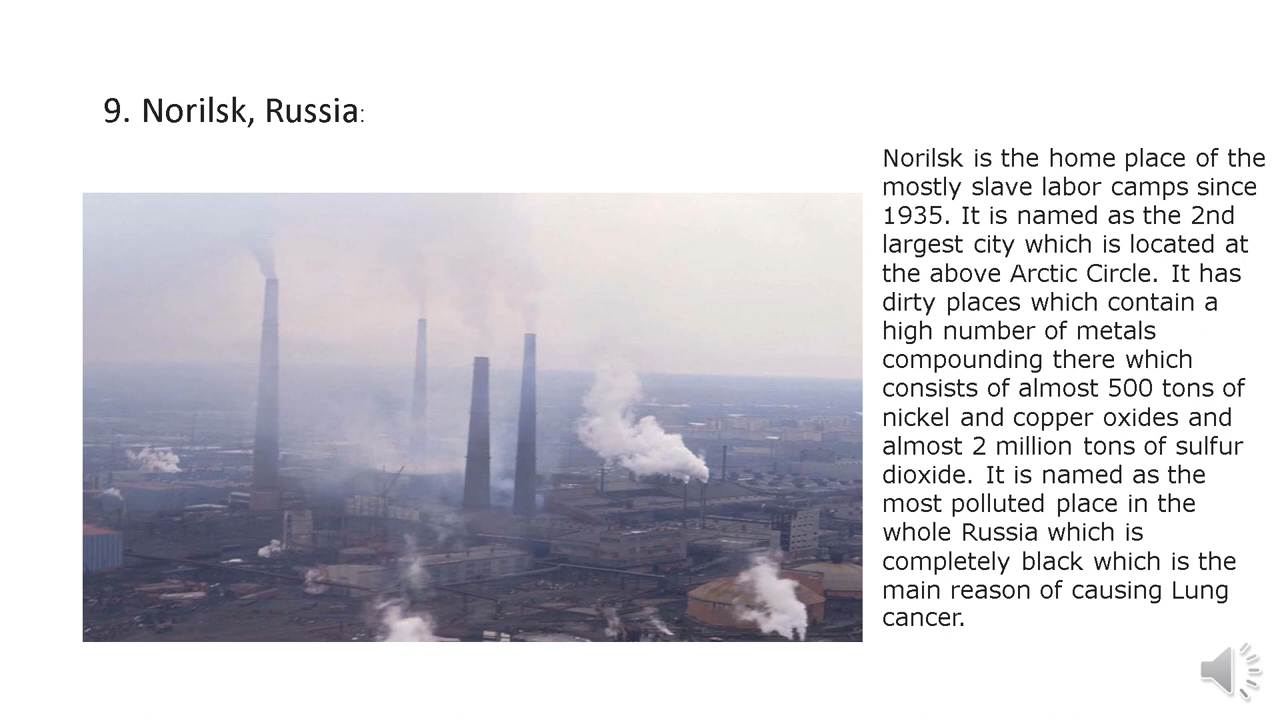 9. Norilsk, Russia:
Norilsk is the home place of the
mostly slave labor camps since
1935. It is named as the 2nd
largest city which is located at
the above Arctic Circle. It has
dirty places which contain a
high number of metals
compounding there which
consists of almost 500 tons of
nickel and copper oxides and
almost 2 million tons of sulfur
dioxide. It is named as the
most polluted place in the
whole Russia which is
completely black which is the
main reason of causing Lung
cancer.